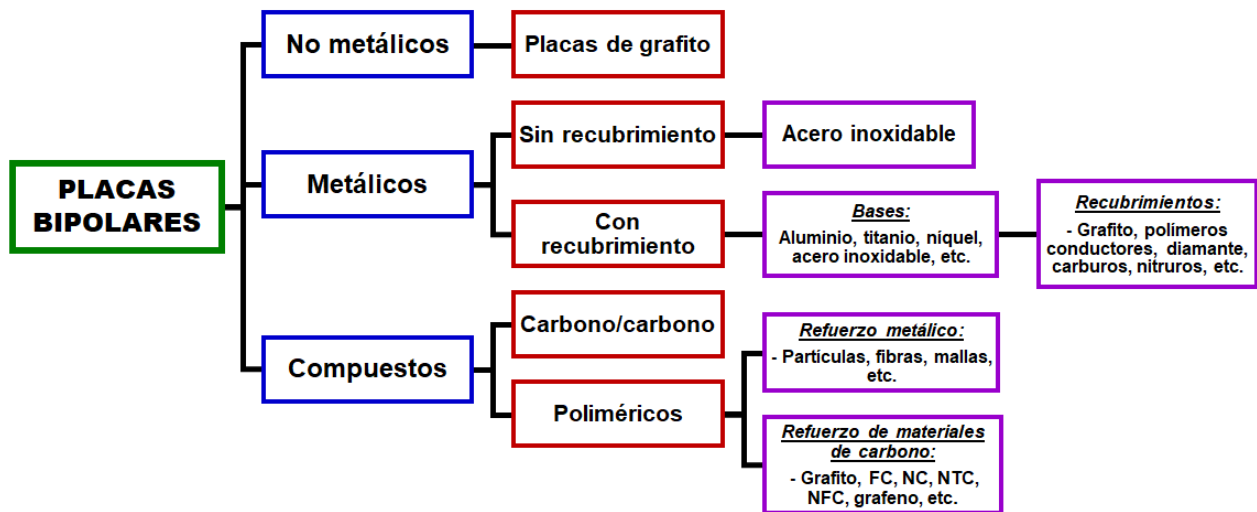 PLACAS
BIPOLARES
No metálicos
Placas de grafito
Metálicos
Sin recubrimiento
Acero inoxidable
Con
recubrimiento
Bases:
Aluminio, titanio, níquel,
acero inoxidable, etc.
Recubrimientos:
- Grafito, polímeros
conductores, diamante,
carburos, nitruros, etc.
Compuestos
Carbono/carbono
Poliméricos
Refuerzo metálico:
- Partículas, fibras, mallas,
etc.
Refuerzo de materiales
de carbono:
- Grafito, FC, NC, NTC,
NFC, grafeno, etc.